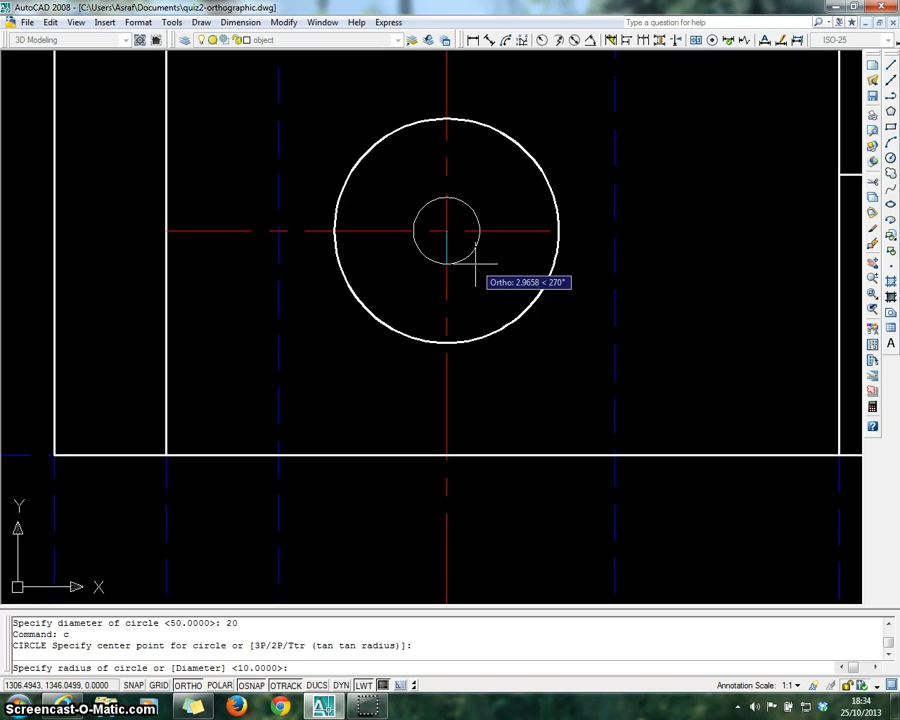 AutoCAD 2008 - [C:\Users\Asraf\Documents\quiz2-orthographic.dwg]
File Edit View Insert Format Tools Draw Dimension Modify Window Help Express
Type a question for help
3D Modeling
object
ISO-25
Ortho: 2.9658 < 270°
Y
X
A
Specify diameter of circle <50.0000>: 20
Command: c
CIRCLE Specify center point for circle or [3P/2P/Ttr (tan tan radius)]:
Specify radius of circle or [Diameter] <10.0000>:
1306.4943, 1346.0499, 0.0000 SNAP GRID ORTHO POLAR OSNAP OTRACK DUCS DYN LWT Annotation Scale: 1:1
Screencast-O-Matic.com
18:34
25/10/2013